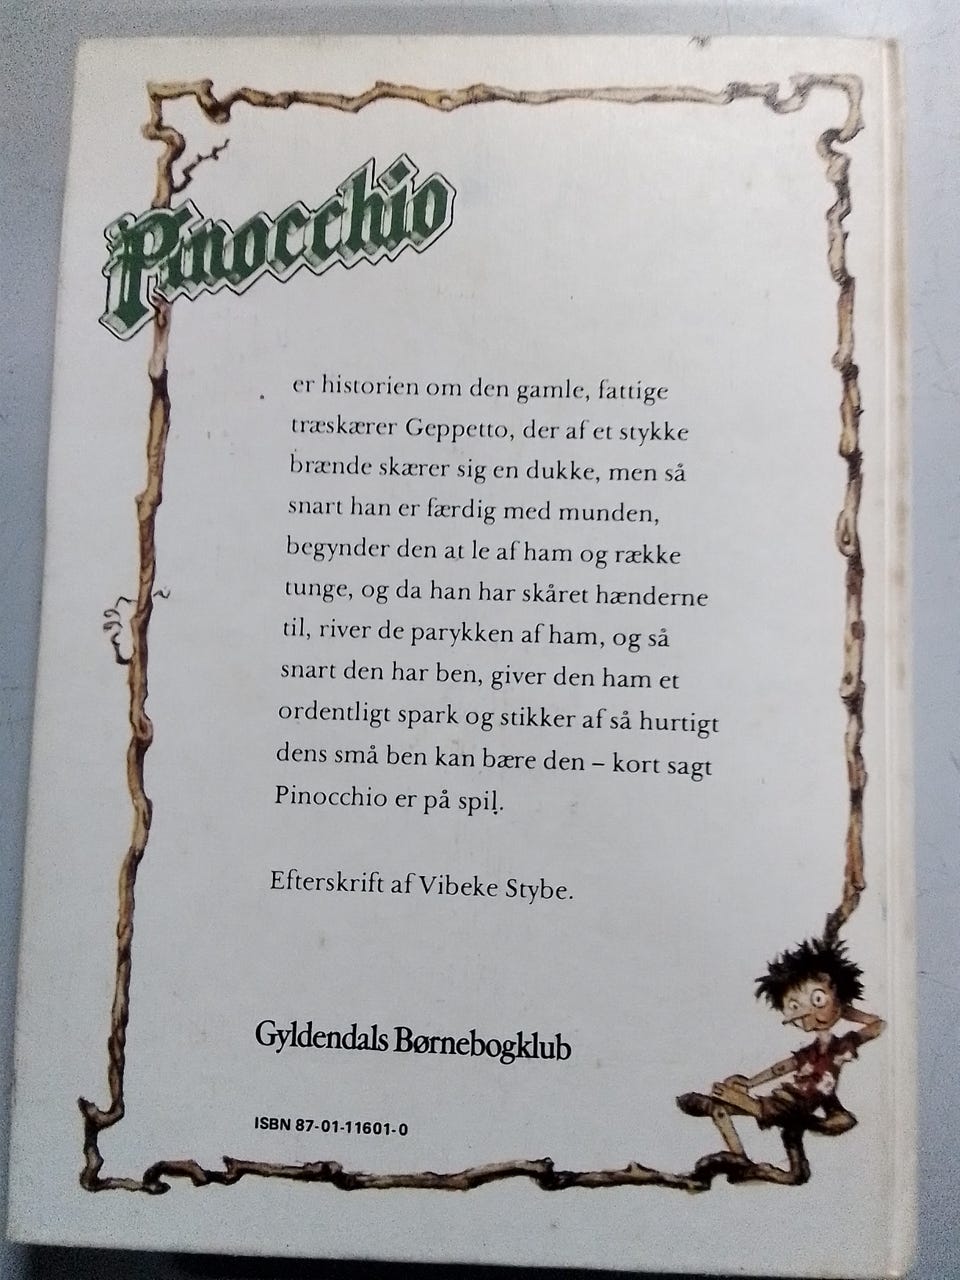 Pinocchio
er historien om den gamle, fattige
træskærer Geppetto, der af et stykke
brænde skærer sig en dukke, men så
snart han er færdig med munden,
begynder den at le af ham og række
tunge, og da han har skåret hænderne
til, river de parykken af ham, og så
snart den har ben, giver den ham et
ordentligt spark og stikker af så hurtigt
dens små ben kan bære den – kort sagt
Pinocchio er på spil.
Efterskrift af Vibeke Stybe.
Gyldendals Børnebogklub
ISBN 87-01-11601-0